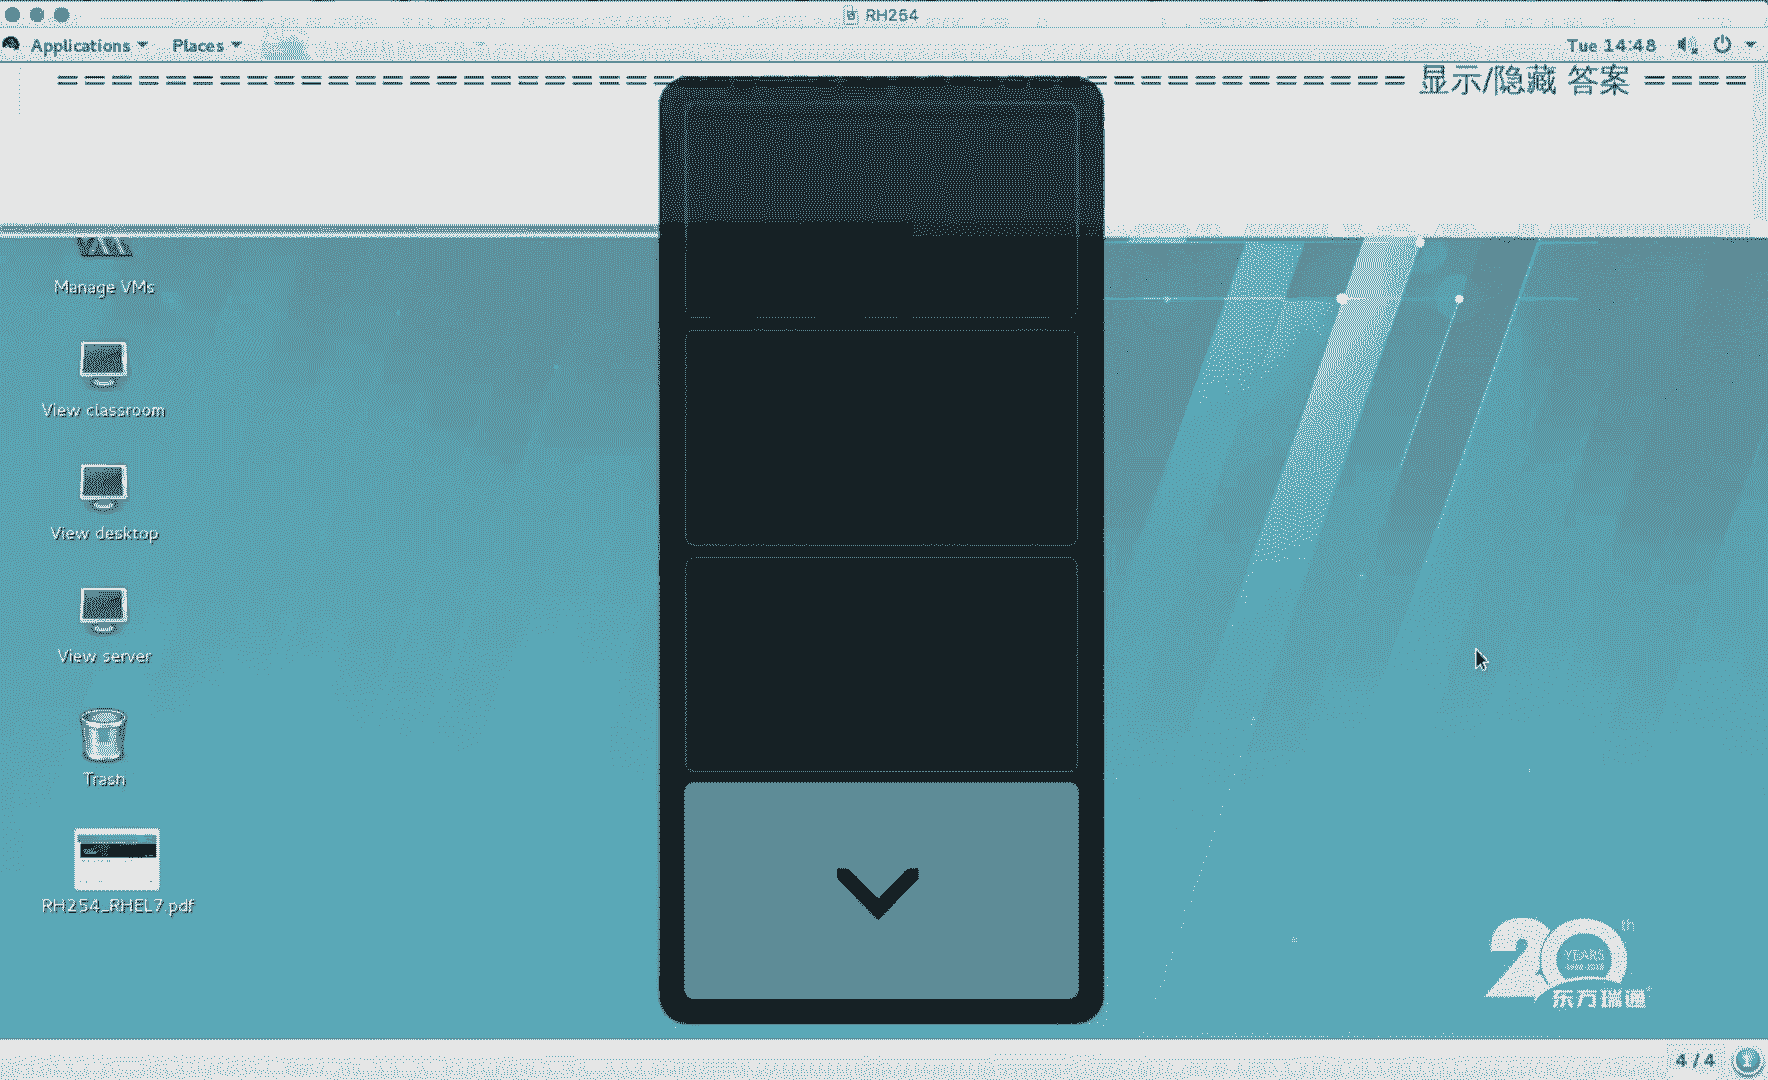 RH254
Applications Places Tue 14:48
======================= ================== 显示/隐藏 答案 ====
Manage VMs
View classroom
View desktop
View server
Trash
RH254_RHEL7.pdf
20th
YEARS
东方瑞通
4 / 4